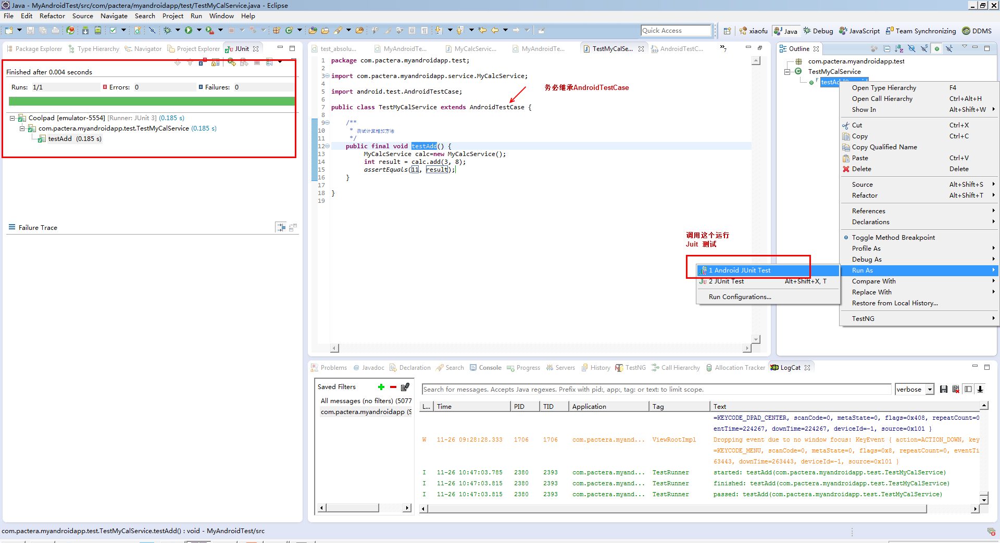 Java - MyAndroidTest/src/com/pactera/myandroidapp/test/TestMyCalService.java - Eclipse
File Edit Refactor Source Navigate Search Project Run Window Help
Quick Access
xiaofu Java Debug JavaScript Team Synchronizing DDMS
Package Explorer Type Hierarchy Navigator Project Explorer JUnit
Finished after 0.004 seconds
Runs: 1/1 Errors: 0 Failures: 0
Coolpad [emulator-5554] [Runner: JUnit 3] (0.185 s)
com.pactera.myandroidapp.test.TestMyCalService (0.185 s)
testAdd (0.185 s)
Failure Trace
test_absolu... MyAndroidTe... MyCalcServic... MyAndroidTe... TestMyCalSe... AndroidTestC... »7
1 package com.pactera.myandroidapp.test;
2
3 import com.pactera.myandroidapp.service.MyCalcService;
4
5 import android.test.AndroidTestCase;
6
7 public class TestMyCalService extends AndroidTestCase {
8
9 /**
10 * 测试计算相加方法
11 */
12 public final void testAdd() {
13 MyCalcService calc=new MyCalcService();
14 int result = calc.add(3, 8);
15 assertEquals(11, result);
16 }
17
18 }
19
务必继承AndroidTestCase
调用这个运行
Juit 测试
1 Android JUnit Test
2 JUnit Test Alt+Shift+X, T
Run Configurations...
Outline
com.pactera.myandroidapp.test
TestMyCalService
Open Type Hierarchy F4
Open Call Hierarchy Ctrl+Alt+H
Show In Alt+Shift+W
Cut Ctrl+X
Copy Ctrl+C
Copy Qualified Name
Paste Ctrl+V
Delete Delete
Source Alt+Shift+S
Refactor Alt+Shift+T
References
Declarations
Toggle Method Breakpoint
Profile As
Debug As
Run As
Compare With
Replace With
Restore from Local History...
TestNG
Problems Javadoc Declaration Search Console Progress Servers History TestNG Call Hierarchy Allocation Tracker LogCat
Saved Filters
All messages (no filters) (5077
com.pactera.myandroidapp (S
Search for messages. Accepts Java regexes. Prefix with pid:, app:, tag: or text: to limit scope.
verbose
L... Time PID TID Application Tag Text
=KEYCODE_DPAD_CENTER, scanCode=0, metaState=0, flags=0x408, repeatCount=0
entTime=224267, downTime=224267, deviceId=-1, source=0x101 }
W 11-26 09:28:28.333 1706 1706 com.pactera.myand... ViewRootImpl Dropping event due to no window focus: KeyEvent { action=ACTION_DOWN, key
=KEYCODE_MENU, scanCode=0, metaState=0, flags=0x8, repeatCount=0, eventTi
63443, downTime=263443, deviceId=-1, source=0x101 }
I 11-26 10:47:03.785 2380 2393 com.pactera.myand... TestRunner started: testAdd(com.pactera.myandroidapp.test.TestMyCalService)
I 11-26 10:47:03.815 2380 2393 com.pactera.myand... TestRunner finished: testAdd(com.pactera.myandroidapp.test.TestMyCalService)
I 11-26 10:47:03.815 2380 2393 com.pactera.myand... TestRunner passed: testAdd(com.pactera.myandroidapp.test.TestMyCalService)
com.pactera.myandroidapp.test.TestMyCalService.testAdd() : void - MyAndroidTest/src